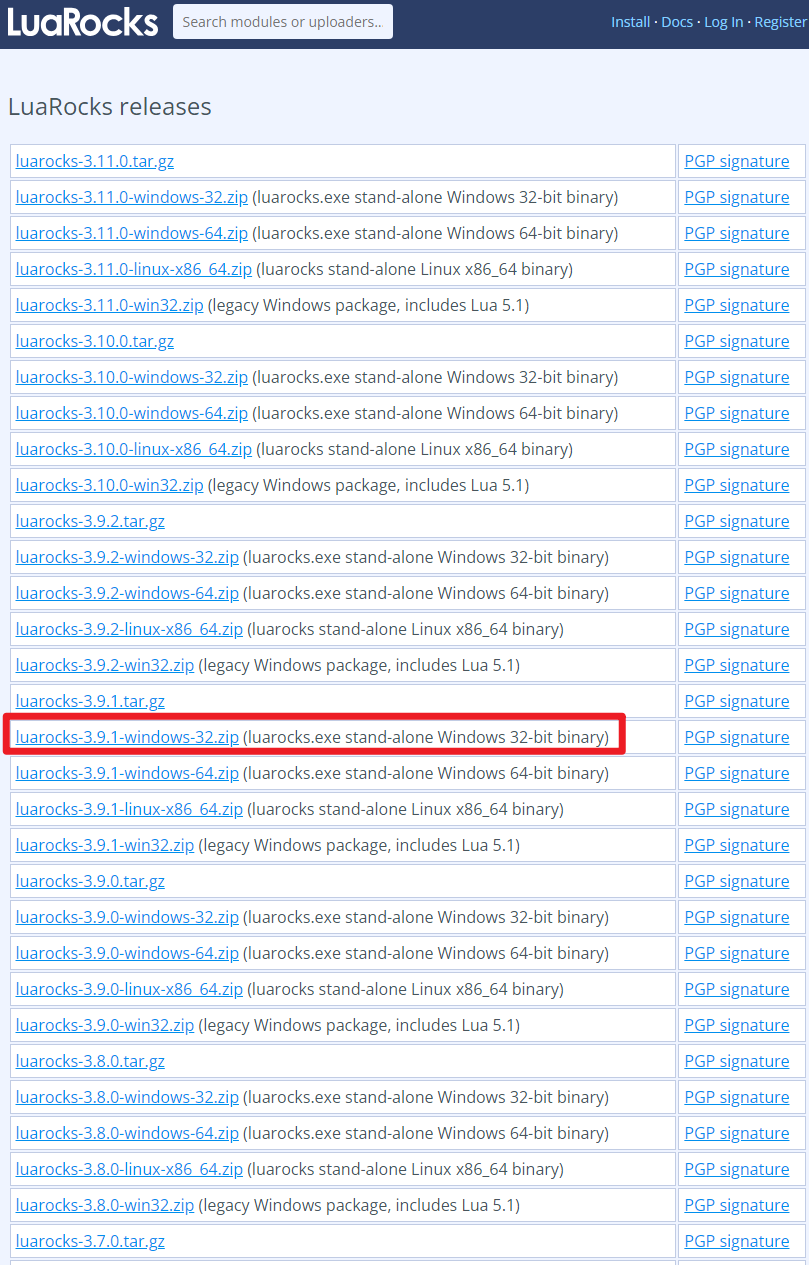 LuaRocks Search modules or uploaders.. Install · Docs · Log In · Register
LuaRocks releases
luarocks-3.11.0.tar.gz PGP signature
luarocks-3.11.0-windows-32.zip (luarocks.exe stand-alone Windows 32-bit binary) PGP signature
luarocks-3.11.0-windows-64.zip (luarocks.exe stand-alone Windows 64-bit binary) PGP signature
luarocks-3.11.0-linux-x86_64.zip (luarocks stand-alone Linux x86_64 binary) PGP signature
luarocks-3.11.0-win32.zip (legacy Windows package, includes Lua 5.1) PGP signature
luarocks-3.10.0.tar.gz PGP signature
luarocks-3.10.0-windows-32.zip (luarocks.exe stand-alone Windows 32-bit binary) PGP signature
luarocks-3.10.0-windows-64.zip (luarocks.exe stand-alone Windows 64-bit binary) PGP signature
luarocks-3.10.0-linux-x86_64.zip (luarocks stand-alone Linux x86_64 binary) PGP signature
luarocks-3.10.0-win32.zip (legacy Windows package, includes Lua 5.1) PGP signature
luarocks-3.9.2.tar.gz PGP signature
luarocks-3.9.2-windows-32.zip (luarocks.exe stand-alone Windows 32-bit binary) PGP signature
luarocks-3.9.2-windows-64.zip (luarocks.exe stand-alone Windows 64-bit binary) PGP signature
luarocks-3.9.2-linux-x86_64.zip (luarocks stand-alone Linux x86_64 binary) PGP signature
luarocks-3.9.2-win32.zip (legacy Windows package, includes Lua 5.1) PGP signature
luarocks-3.9.1.tar.gz PGP signature
luarocks-3.9.1-windows-32.zip (luarocks.exe stand-alone Windows 32-bit binary) PGP signature
luarocks-3.9.1-windows-64.zip (luarocks.exe stand-alone Windows 64-bit binary) PGP signature
luarocks-3.9.1-linux-x86_64.zip (luarocks stand-alone Linux x86_64 binary) PGP signature
luarocks-3.9.1-win32.zip (legacy Windows package, includes Lua 5.1) PGP signature
luarocks-3.9.0.tar.gz PGP signature
luarocks-3.9.0-windows-32.zip (luarocks.exe stand-alone Windows 32-bit binary) PGP signature
luarocks-3.9.0-windows-64.zip (luarocks.exe stand-alone Windows 64-bit binary) PGP signature
luarocks-3.9.0-linux-x86_64.zip (luarocks stand-alone Linux x86_64 binary) PGP signature
luarocks-3.9.0-win32.zip (legacy Windows package, includes Lua 5.1) PGP signature
luarocks-3.8.0.tar.gz PGP signature
luarocks-3.8.0-windows-32.zip (luarocks.exe stand-alone Windows 32-bit binary) PGP signature
luarocks-3.8.0-windows-64.zip (luarocks.exe stand-alone Windows 64-bit binary) PGP signature
luarocks-3.8.0-linux-x86_64.zip (luarocks stand-alone Linux x86_64 binary) PGP signature
luarocks-3.8.0-win32.zip (legacy Windows package, includes Lua 5.1) PGP signature
luarocks-3.7.0.tar.gz PGP signature